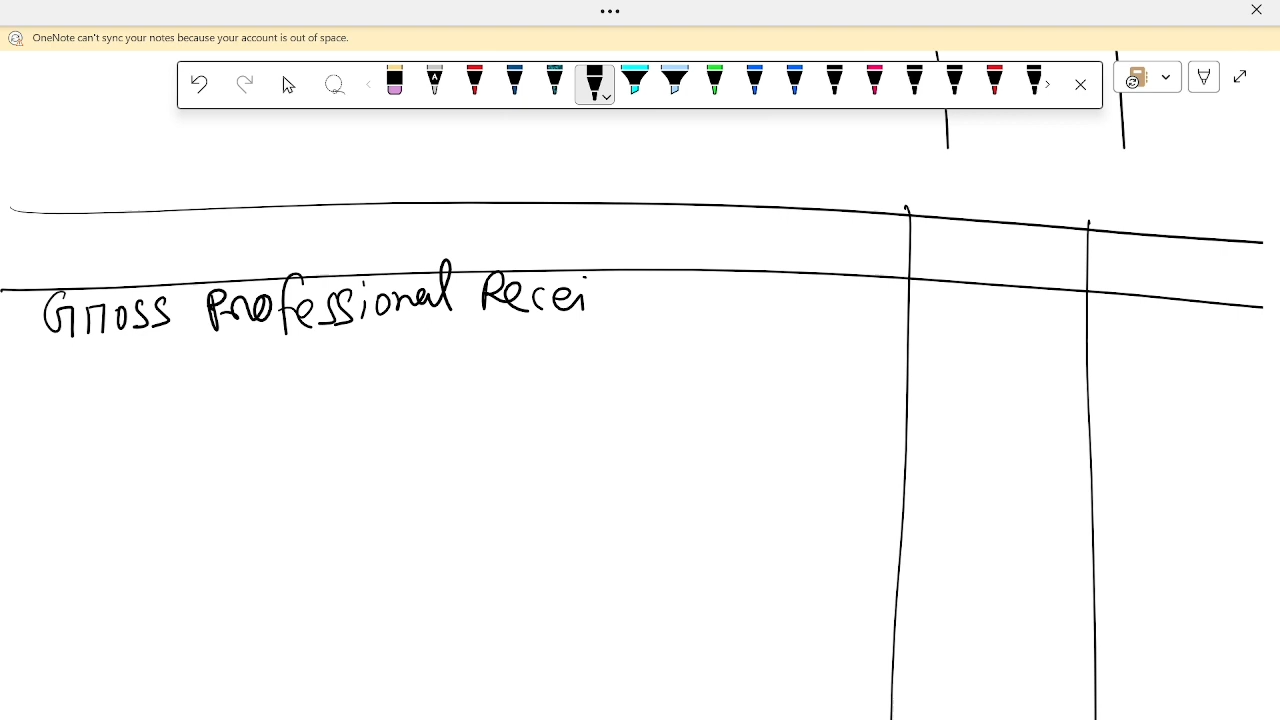 OneNote can't sync your notes because your account is out of space.
A
Gross Professional Recei